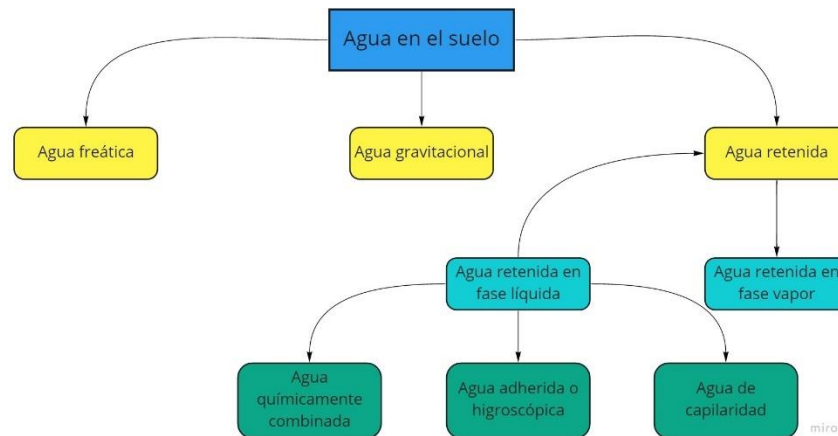 Agua en el suelo
Agua freática
Agua gravitacional
Agua retenida
Agua retenida en
fase líquida
Agua retenida en
fase vapor
Agua
químicamente
combinada
Agua adherida o
higroscópica
Agua de
capilaridad
miro